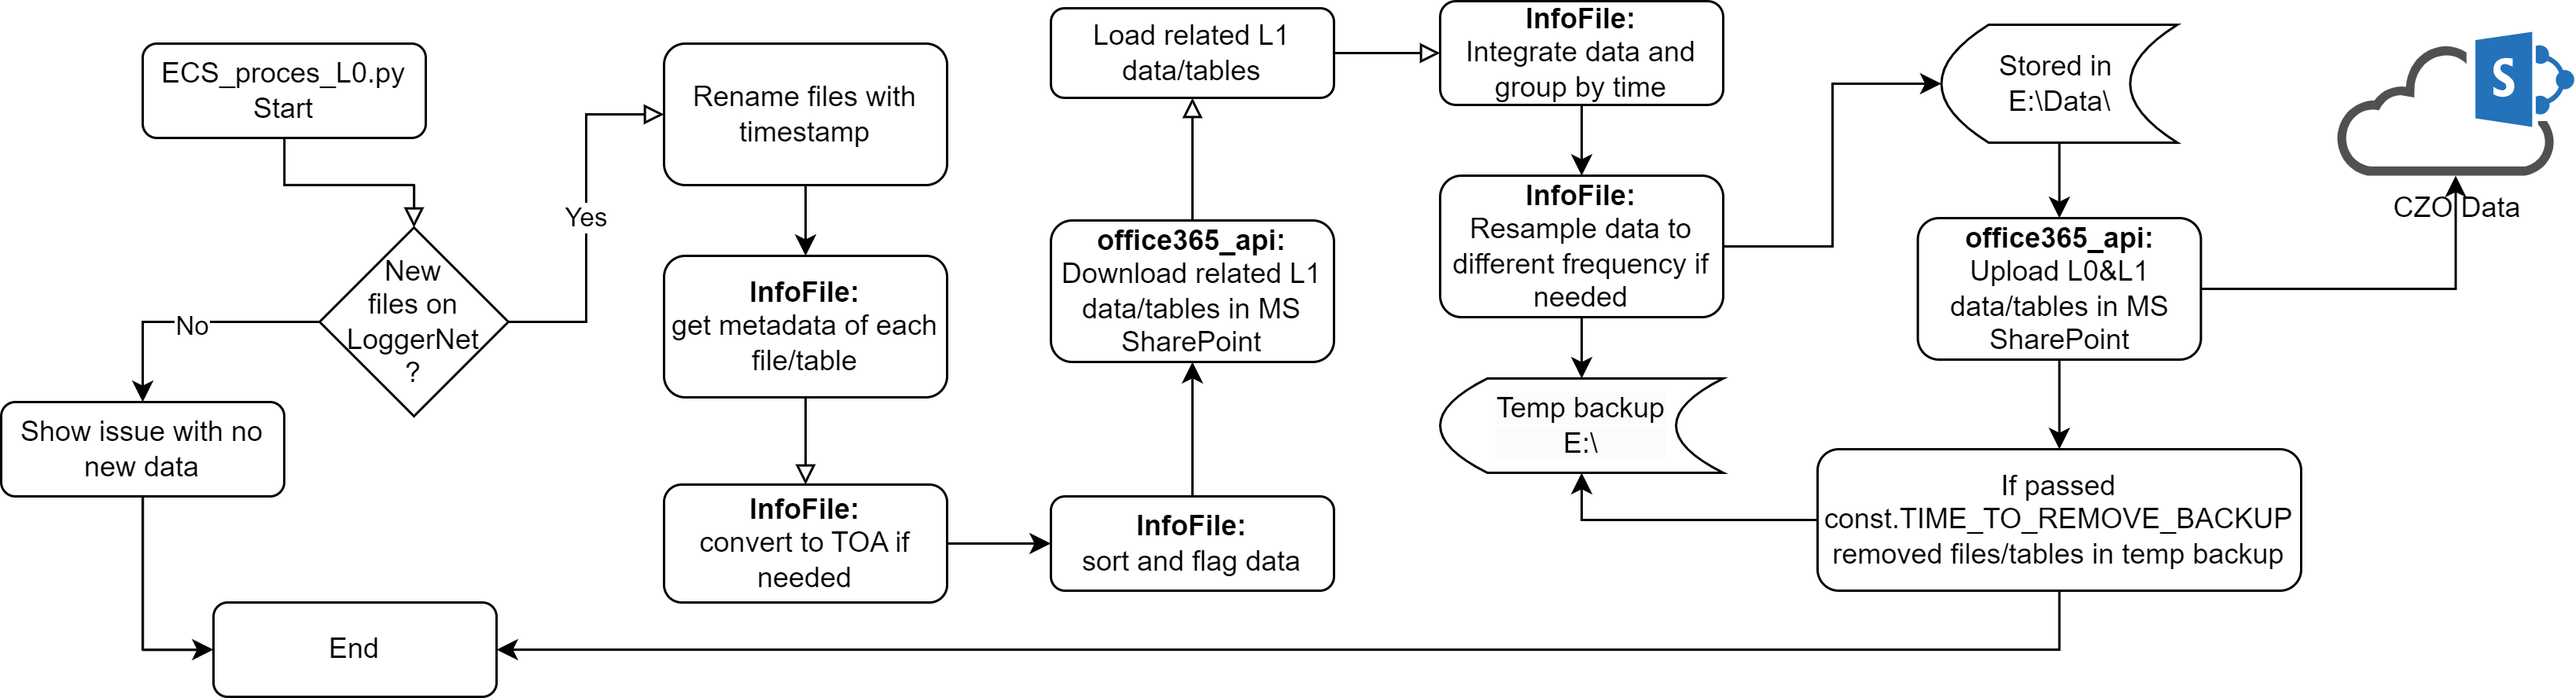 ECS_proces_L0.py
Start
New
files on
LoggerNet
?
No
Yes
Show issue with no
new data
End
Rename files with
timestamp
InfoFile:
get metadata of each
file/table
InfoFile:
convert to TOA if
needed
InfoFile:
sort and flag data
office365_api:
Download related L1
data/tables in MS
SharePoint
Load related L1
data/tables
InfoFile:
Integrate data and
group by time
InfoFile:
Resample data to
different frequency if
needed
Temp backup
E:\
Stored in
E:\Data\
office365_api:
Upload L0&L1
data/tables in MS
SharePoint
If passed
const.TIME_TO_REMOVE_BACKUP
removed files/tables in temp backup
S
CZO Data